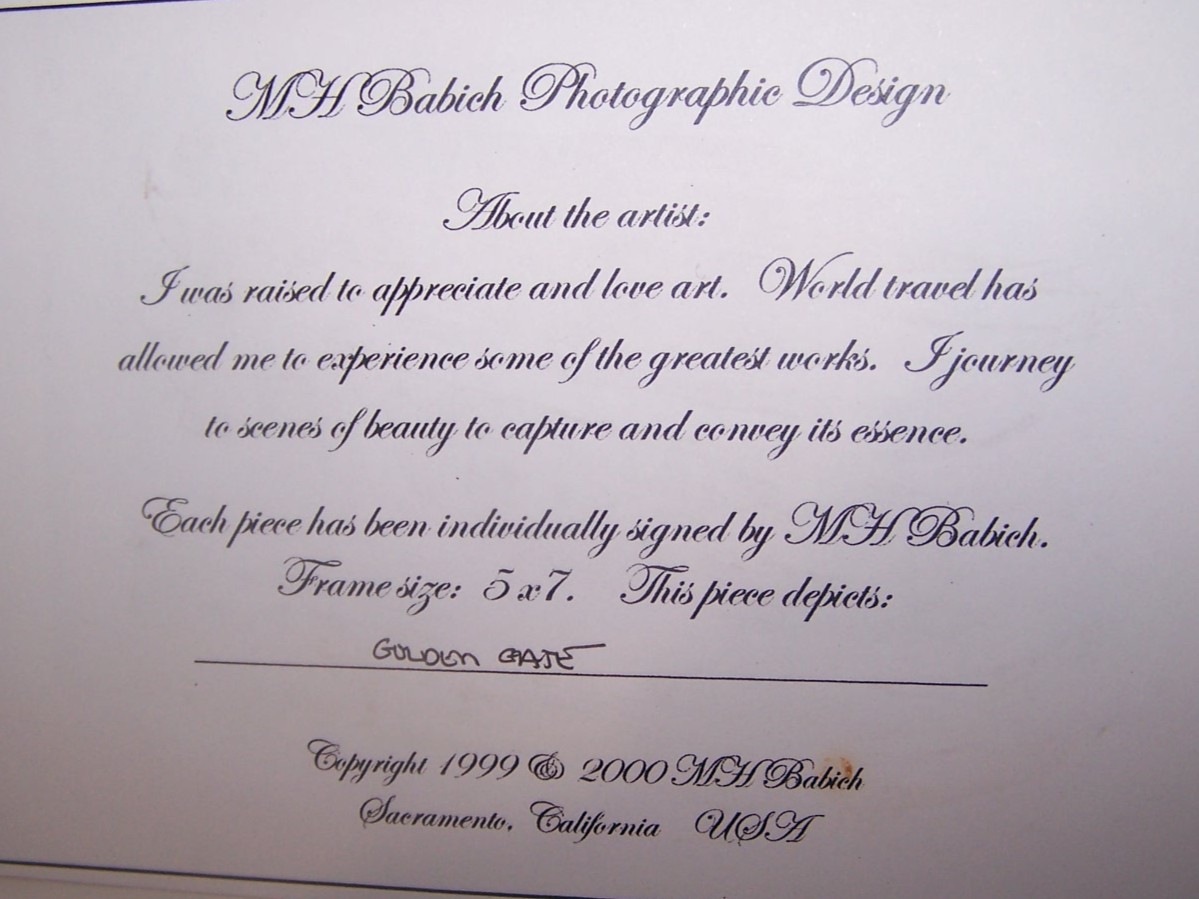 MH Babich Photographic Design
About the artist:
I was raised to appreciate and love art. World travel has
allowed me to experience some of the greatest works. I journey
to scenes of beauty to capture and convey its essence.
Each piece has been individually signed by MH Babich.
Frame size: 5 x 7. This piece depicts:
GOLDEN GATE
Copyright 1999 & 2000 MH Babich
Sacramento, California USA